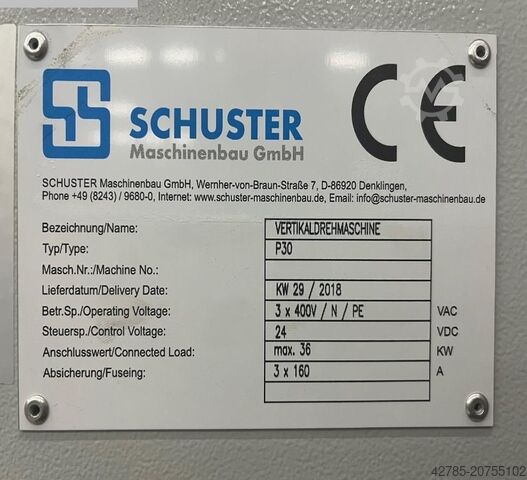 SCHUSTER
Maschinenbau GmbH
CE
SCHUSTER Maschinenbau GmbH, Wernher-von-Braun-Straße 7, D-86920 Denklingen,
Phone +49 (8243) / 9680-0, Internet: www.schuster-maschinenbau.de, Email: info@schuster-maschinenbau.de
Bezeichnung/Name: VERTIKALDREHMASCHINE
Typ/Type: P30
Masch.Nr.:/Machine No.:
Lieferdatum/Delivery Date: KW 29 / 2018
Betr.Sp./Operating Voltage: 3 x 400V / N / PE VAC
Steuersp./Control Voltage: 24 VDC
Anschlusswert/Connected Load: max. 36 KW
Absicherung/Fuseing: 3 x 160 A
42785-20755102